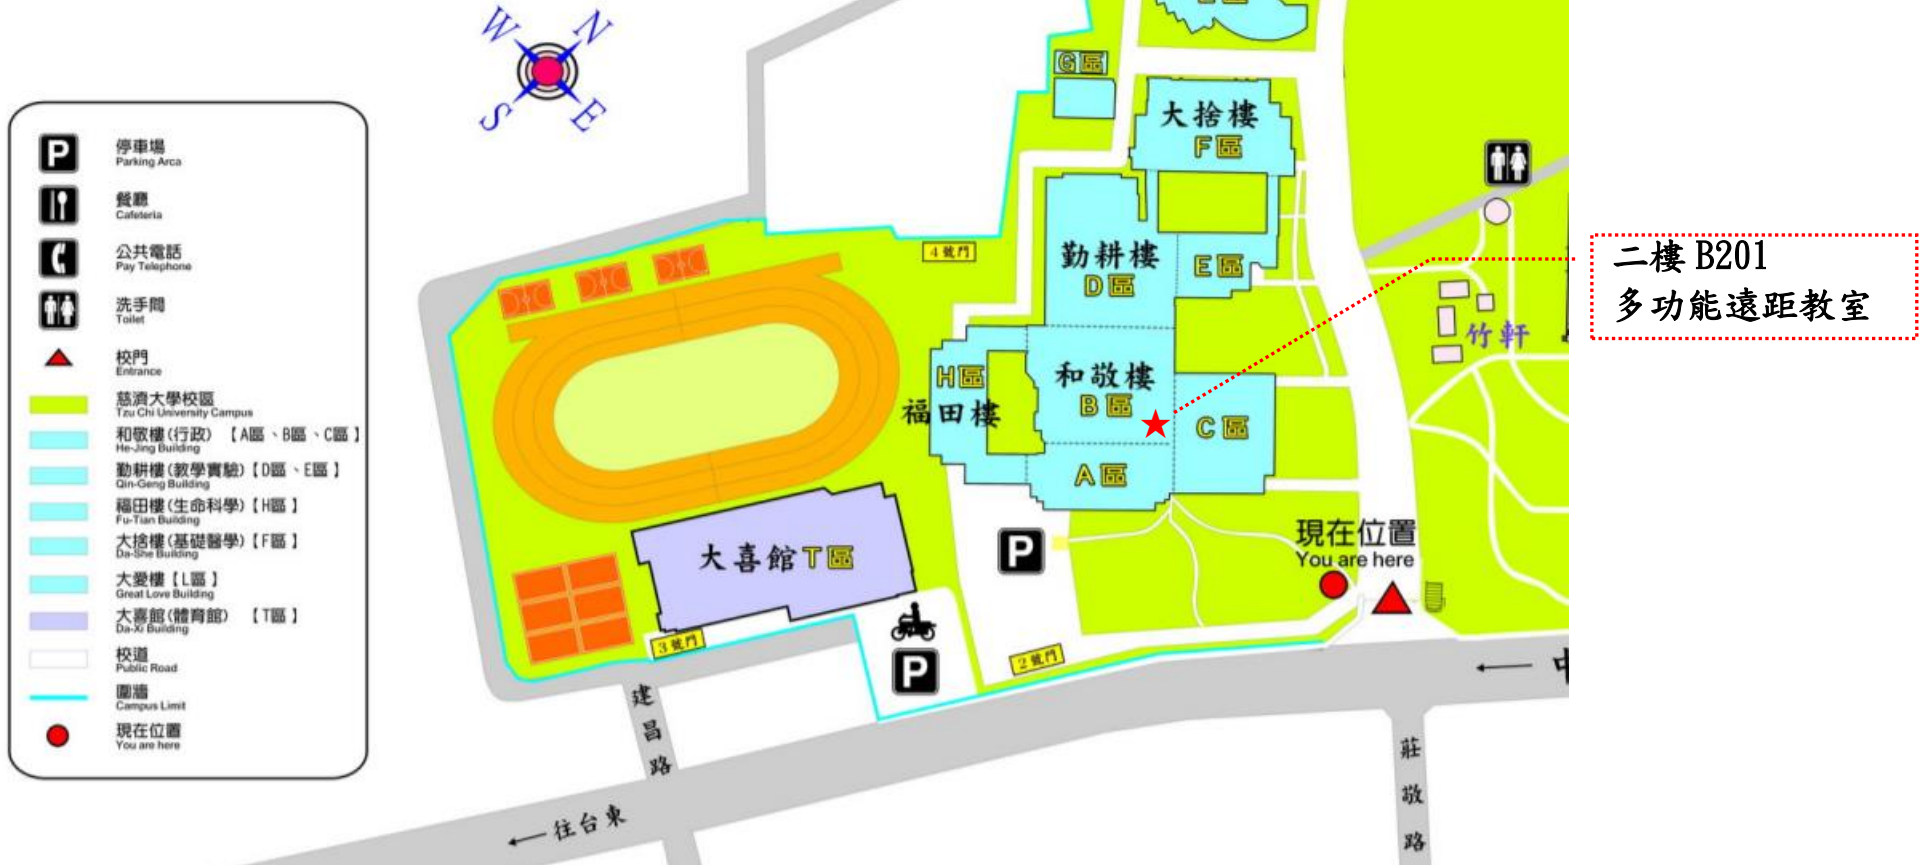 W
N
S
E
P
停車場
Parking Area
餐廳
Cafeteria
公共電話
Pay Telephone
洗手間
Toilet
校門
Entrance
慈濟大學校區
Tzu Chi University Campus
和敬樓(行政) 【A區、B區、C區】
He-Jing Building
勤耕樓(教學實驗)【D區、E區】
Qin-Geng Building
福田樓(生命科學)【H區】
Fu-Tian Building
大捨樓(基礎醫學)【F區】
Da-She Building
大愛樓【L區】
Great Love Building
大喜館(體育館) 【T區】
Da-Xi Building
校道
Public Road
圍牆
Campus Limit
現在位置
You are here
G區
大捨樓
F區
4號門
勤耕樓
D區
E區
二樓 B201
多功能遠距教室
竹軒
H區
福田樓
和敬樓
B區
C區
A區
大喜館T區
P
現在位置
You are here
3號門
P
2號門
建昌路
←往台東
莊敬路
←